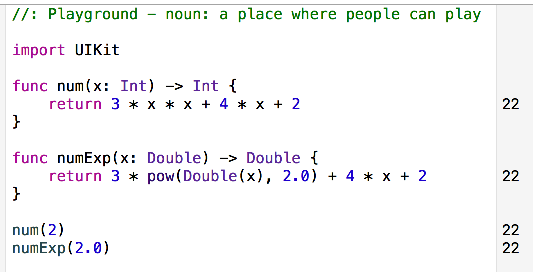 //: Playground - noun: a place where people can play
import UIKit
func num(x: Int) -> Int {
    return 3 * x * x + 4 * x + 2 22
}
func numExp(x: Double) -> Double {
    return 3 * pow(Double(x), 2.0) + 4 * x + 2 22
}
num(2) 22
numExp(2.0) 22